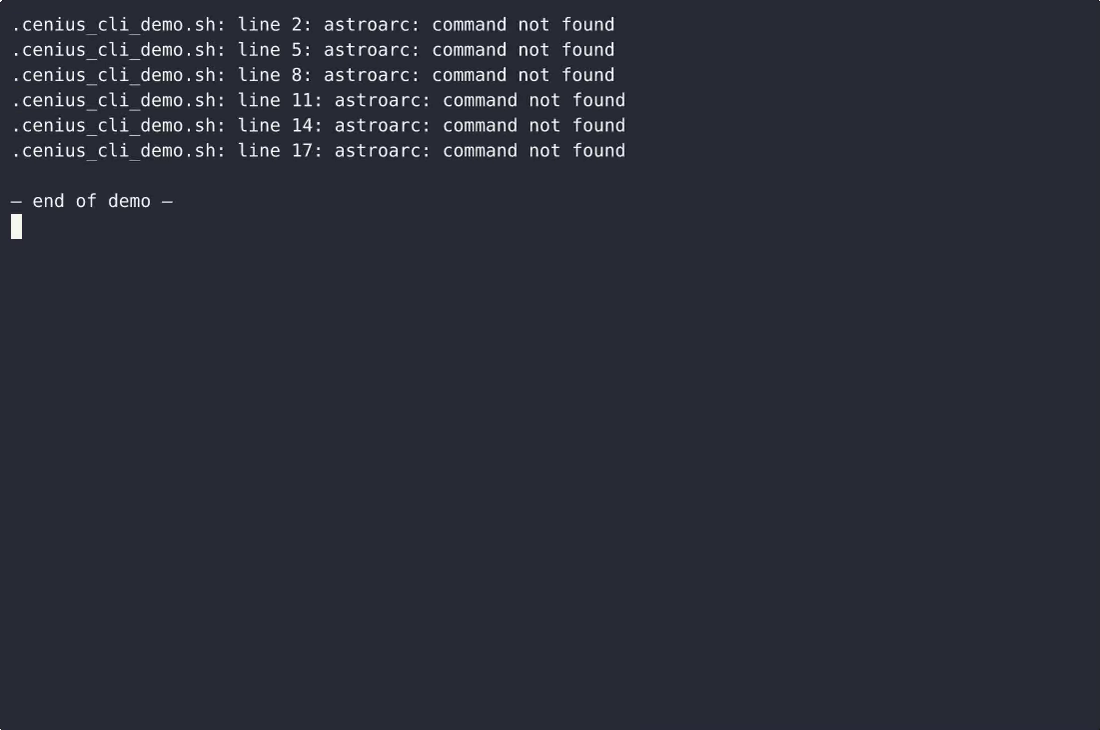 .cenius_cli_demo.sh: line 2: astroarc: command not found
.cenius_cli_demo.sh: line 5: astroarc: command not found
.cenius_cli_demo.sh: line 8: astroarc: command not found
.cenius_cli_demo.sh: line 11: astroarc: command not found
.cenius_cli_demo.sh: line 14: astroarc: command not found
.cenius_cli_demo.sh: line 17: astroarc: command not found
— end of demo —